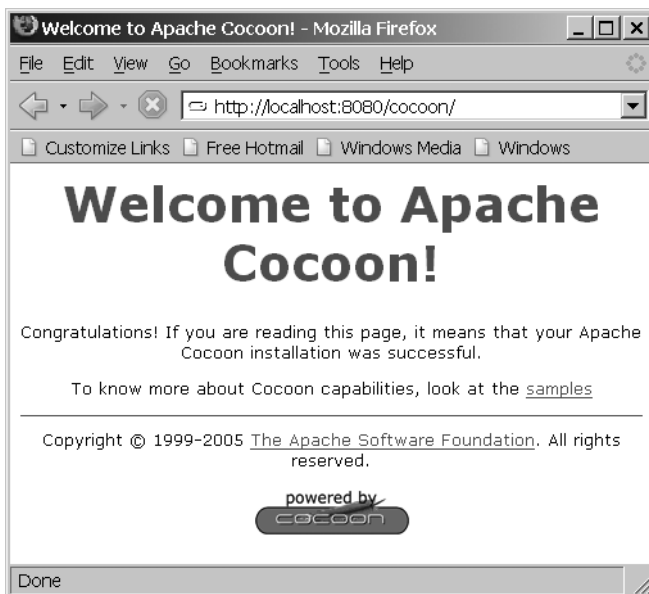 Welcome to Apache Cocoon! - Mozilla Firefox
File Edit View Go Bookmarks Tools Help
http://localhost:8080/cocoon/
Customize Links Free Hotmail Windows Media Windows
Welcome to Apache
Cocoon!
Congratulations! If you are reading this page, it means that your Apache
Cocoon installation was successful.
To know more about Cocoon capabilities, look at the samples
Copyright © 1999-2005 The Apache Software Foundation. All rights
reserved.
powered by
cocoon
Done